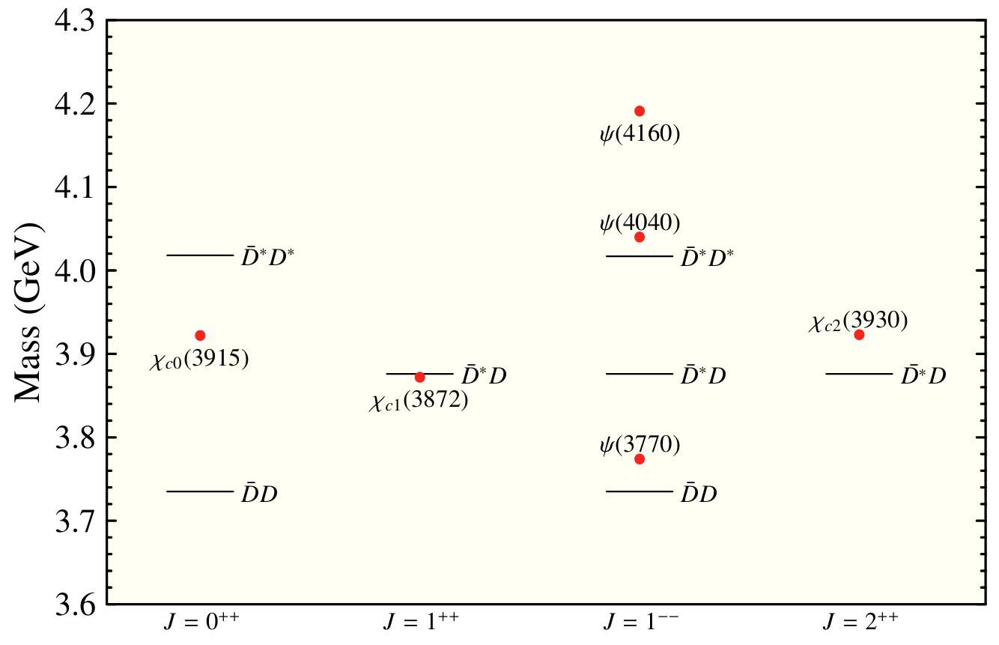 4.3
4.2
ψ(4160)
4.1
ψ(4040)
D̄*D*
D̄*D*
4.0
Mass (GeV)
χc2(3930)
χc0(3915)
3.9
D̄*D
D̄*D
D̄*D
χc1(3872)
3.8
ψ(3770)
D̄D
D̄D
3.7
3.6
J = 0⁺⁺ J = 1⁺⁺ J = 1⁻⁻ J = 2⁺⁺